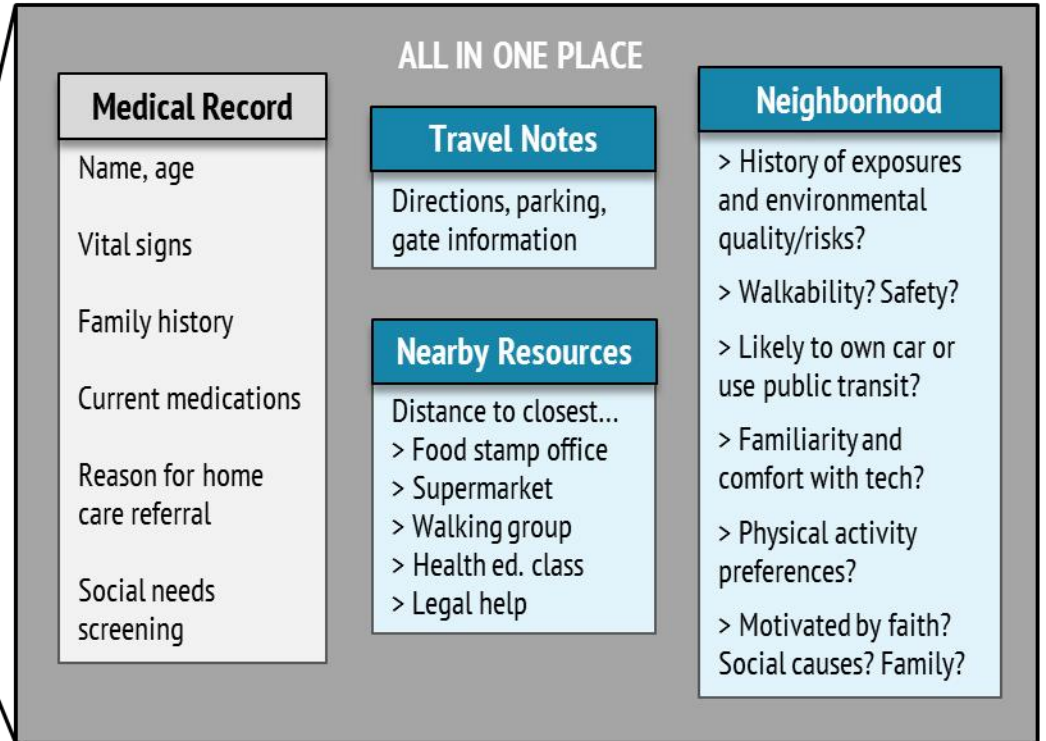 ALL IN ONE PLACE
Medical Record
Name, age
Vital signs
Family history
Current medications
Reason for home
care referral
Social needs
screening
Travel Notes
Directions, parking,
gate information
Nearby Resources
Distance to closest...
> Food stamp office
> Supermarket
> Walking group
> Health ed. class
> Legal help
Neighborhood
> History of exposures
and environmental
quality/risks?
> Walkability? Safety?
> Likely to own car or
use public transit?
> Familiarity and
comfort with tech?
> Physical activity
preferences?
> Motivated by faith?
Social causes? Family?